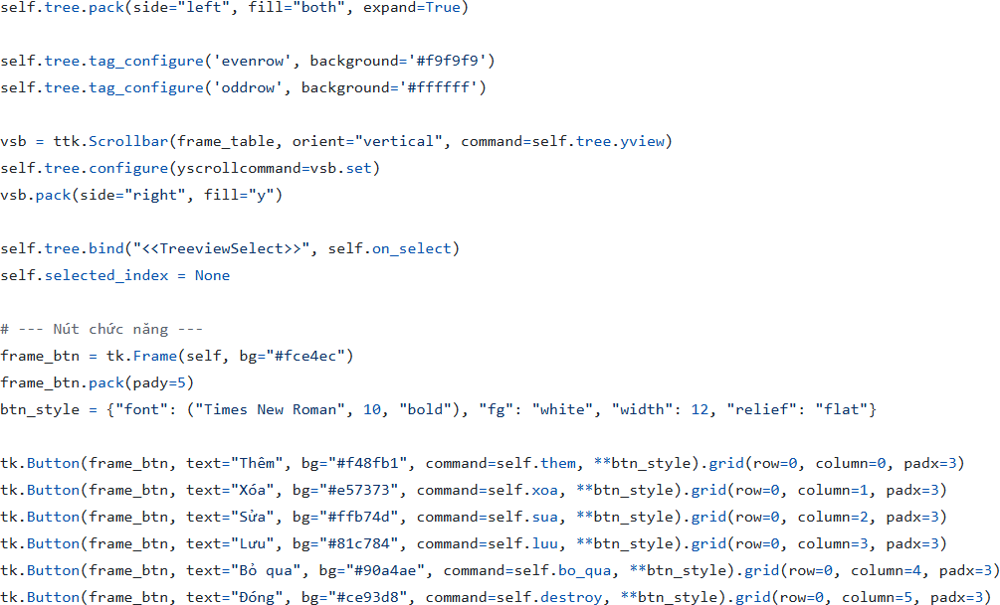 self.tree.pack(side="left", fill="both", expand=True)
self.tree.tag_configure('evenrow', background='#f9f9f9')
self.tree.tag_configure('oddrow', background='#ffffff')
vsb = ttk.Scrollbar(frame_table, orient="vertical", command=self.tree.yview)
self.tree.configure(yscrollcommand=vsb.set)
vsb.pack(side="right", fill="y")
self.tree.bind("<<TreeviewSelect>>", self.on_select)
self.selected_index = None
# --- Nút chức năng ---
frame_btn = tk.Frame(self, bg="#fce4ec")
frame_btn.pack(pady=5)
btn_style = {"font": ("Times New Roman", 10, "bold"), "fg": "white", "width": 12, "relief": "flat"}
tk.Button(frame_btn, text="Thêm", bg="#f48fb1", command=self.them, **btn_style).grid(row=0, column=0, padx=3)
tk.Button(frame_btn, text="Xóa", bg="#e57373", command=self.xoa, **btn_style).grid(row=0, column=1, padx=3)
tk.Button(frame_btn, text="Sửa", bg="#ffb74d", command=self.sua, **btn_style).grid(row=0, column=2, padx=3)
tk.Button(frame_btn, text="Lưu", bg="#81c784", command=self.luu, **btn_style).grid(row=0, column=3, padx=3)
tk.Button(frame_btn, text="Bỏ qua", bg="#90a4ae", command=self.bo_qua, **btn_style).grid(row=0, column=4, padx=3)
tk.Button(frame_btn, text="Đóng", bg="#ce93d8", command=self.destroy, **btn_style).grid(row=0, column=5, padx=3)